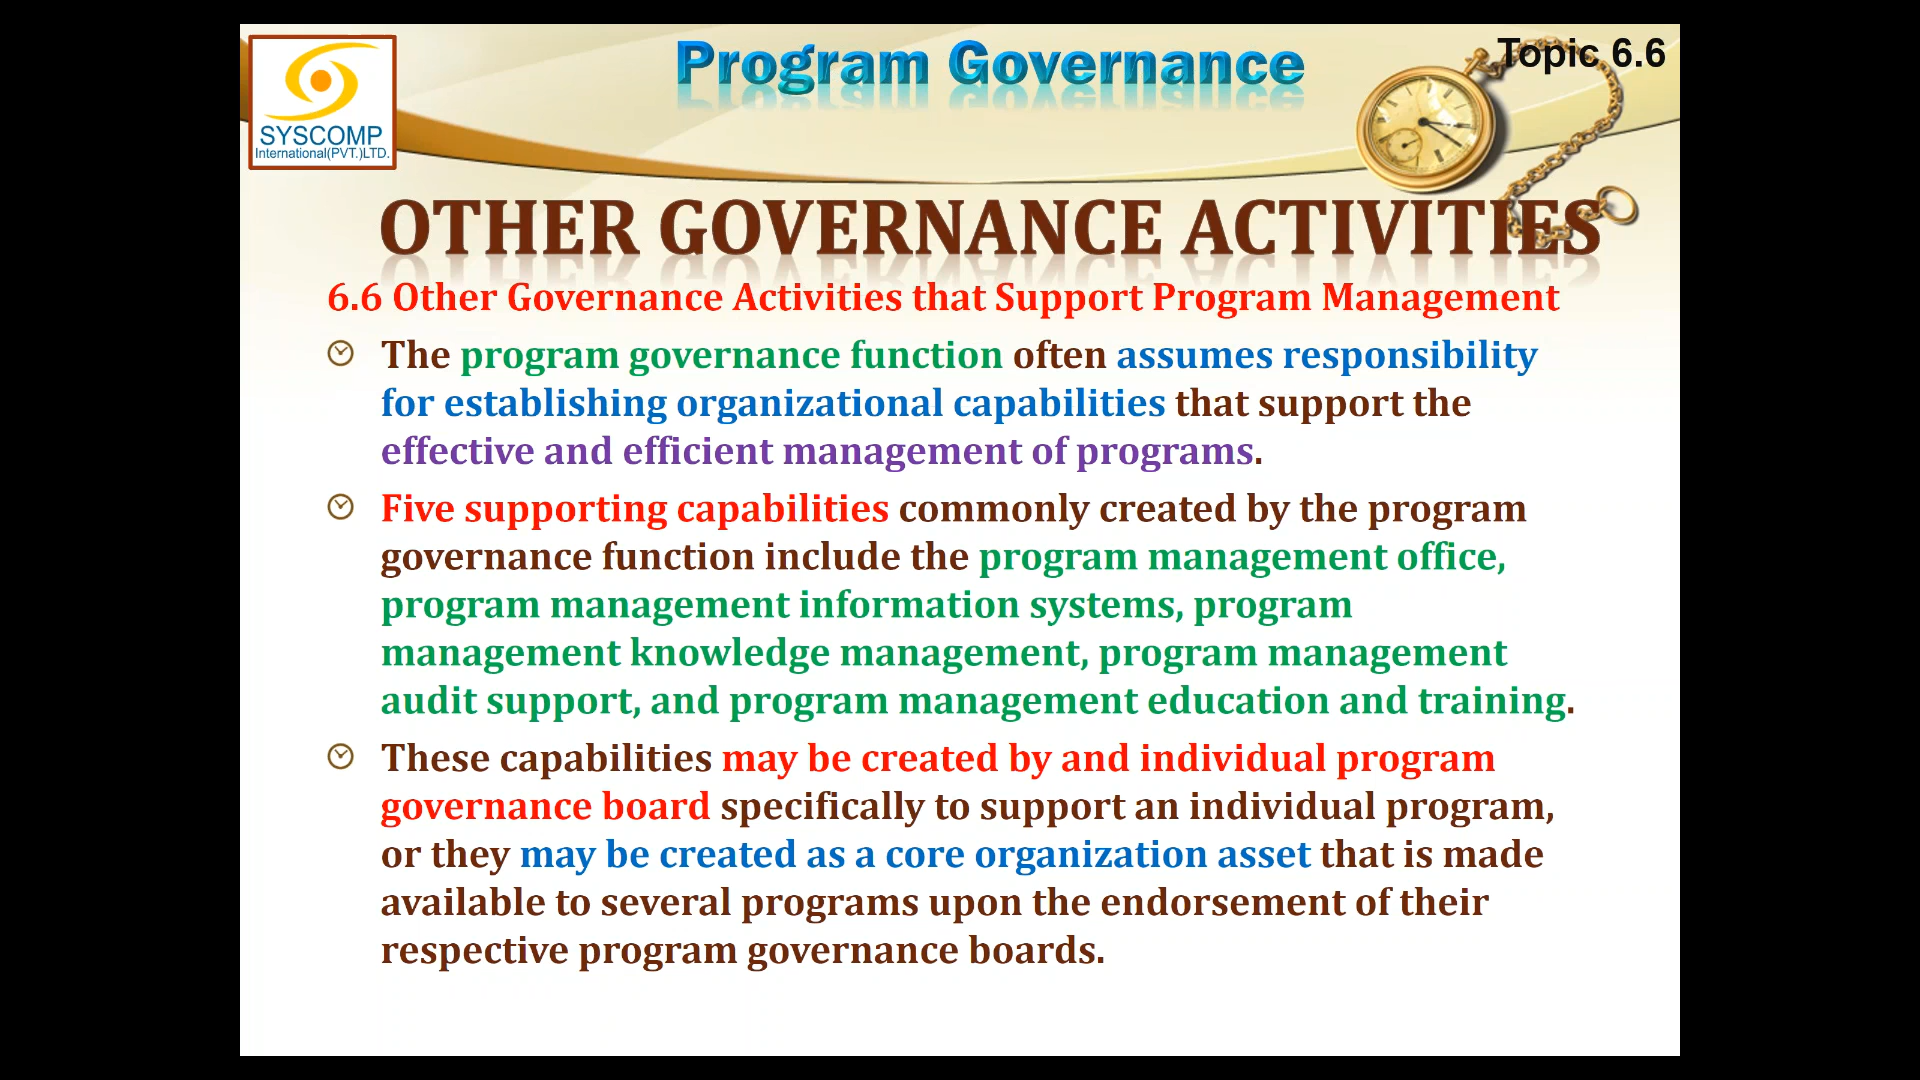 Program Governance
Topic 6.6
SYSCOMP
International(PVT.)LTD.
OTHER GOVERNANCE ACTIVITIES
6.6 Other Governance Activities that Support Program Management
The program governance function often assumes responsibility
for establishing organizational capabilities that support the
effective and efficient management of programs.
Five supporting capabilities commonly created by the program
governance function include the program management office,
program management information systems, program
management knowledge management, program management
audit support, and program management education and training.
These capabilities may be created by and individual program
governance board specifically to support an individual program,
or they may be created as a core organization asset that is made
available to several programs upon the endorsement of their
respective program governance boards.